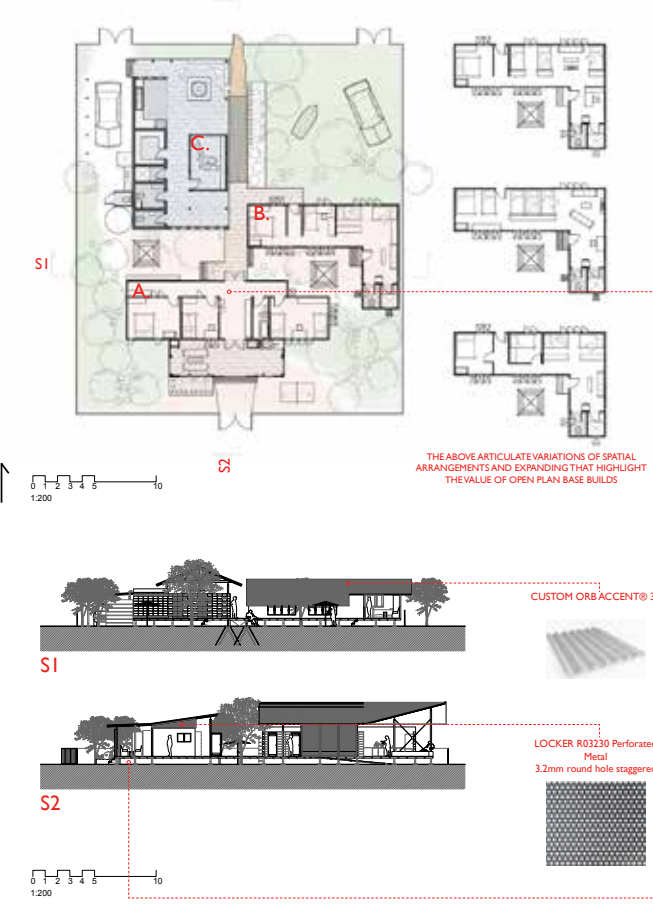 C.
B.
S1
A.
S2
THE ABOVE ARTICULATE VARIATIONS OF SPATIAL
ARRANGEMENTS AND EXPANDING THAT HIGHLIGHT
THE VALUE OF OPEN PLAN BASE BUILDS
0 1 2 3 4 5 10
1:200
CUSTOM ORB ACCENT® 3
S1
LOCKER R03230 Perforated
Metal
3.2mm round hole staggered
S2
0 1 2 3 4 5 10
1:200